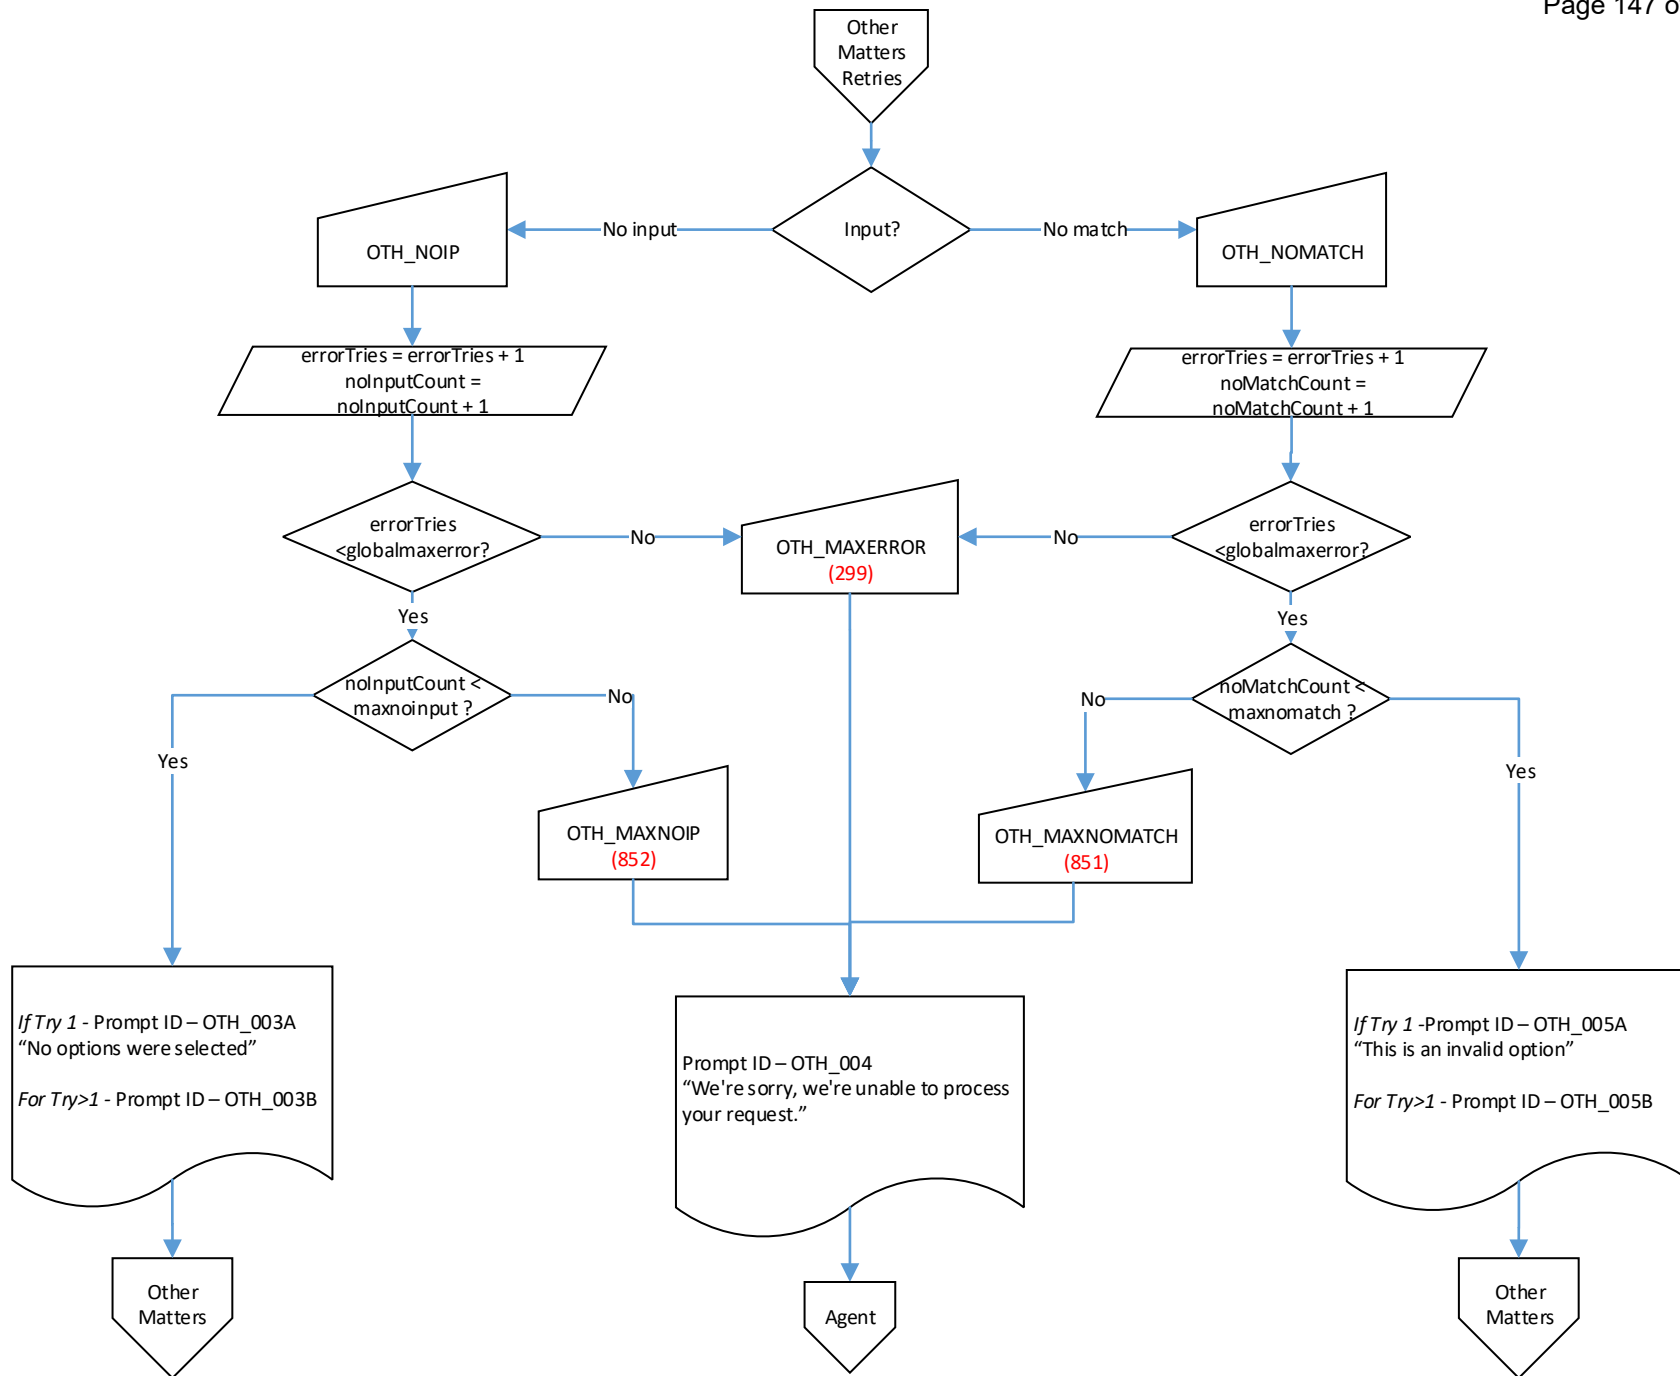 Page 147 o
Other
Matters
Retries
Input?
No input
No match
OTH_NOIP
OTH_NOMATCH
errorTries = errorTries + 1
noInputCount =
noInputCount + 1
errorTries = errorTries + 1
noMatchCount =
noMatchCount + 1
errorTries
<globalmaxerror?
No
OTH_MAXERROR
(299)
No
errorTries
<globalmaxerror?
Yes
Yes
noInputCount <
maxnoinput ?
No
No
noMatchCount <
maxnomatch ?
Yes
Yes
OTH_MAXNOIP
(852)
OTH_MAXNOMATCH
(851)
If Try 1 - Prompt ID – OTH_003A
“No options were selected”
For Try>1 - Prompt ID – OTH_003B
Prompt ID – OTH_004
“We're sorry, we're unable to process
your request.”
If Try 1 -Prompt ID – OTH_005A
“This is an invalid option”
For Try>1 - Prompt ID – OTH_005B
Other
Matters
Agent
Other
Matters